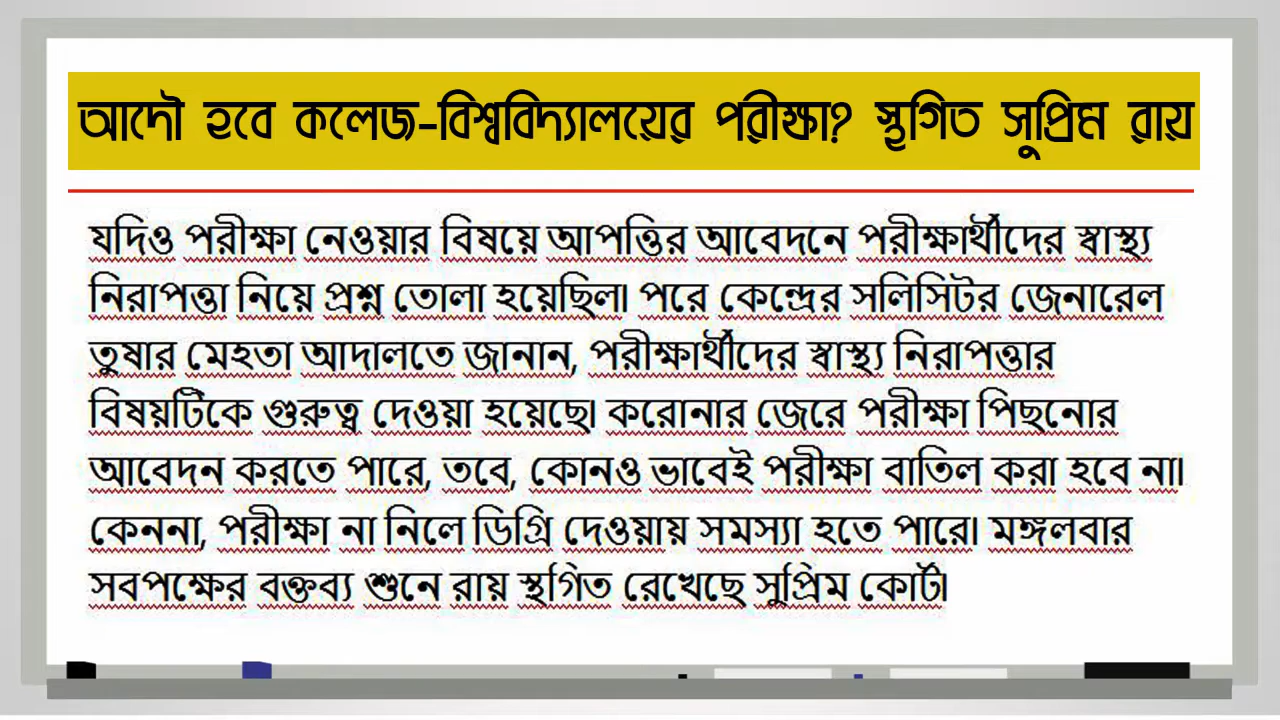 আদৌ হবে কলেজ-বিশ্ববিদ্যালয়ের পরীক্ষা? স্থগিত সুপ্রিম রায়
যদিও পরীক্ষা নেওয়ার বিষয়ে আপত্তির আবেদনে পরীক্ষার্থীদের স্বাস্থ্য
নিরাপত্তা নিয়ে প্রশ্ন তোলা হয়েছিল। পরে কেন্দ্রের সলিসিটর জেনারেল
তুষার মেহতা আদালতে জানান, পরীক্ষার্থীদের স্বাস্থ্য নিরাপত্তার
বিষয়টিকে গুরুত্ব দেওয়া হয়েছে। করোনার জেরে পরীক্ষা পিছনোর
আবেদন করতে পারে, তবে, কোনও ভাবেই পরীক্ষা বাতিল করা হবে না।
কেননা, পরীক্ষা না নিলে ডিগ্রি দেওয়ায় সমস্যা হতে পারে। মঙ্গলবার
সবপক্ষের বক্তব্য শুনে রায় স্থগিত রেখেছে সুপ্রিম কোর্ট।